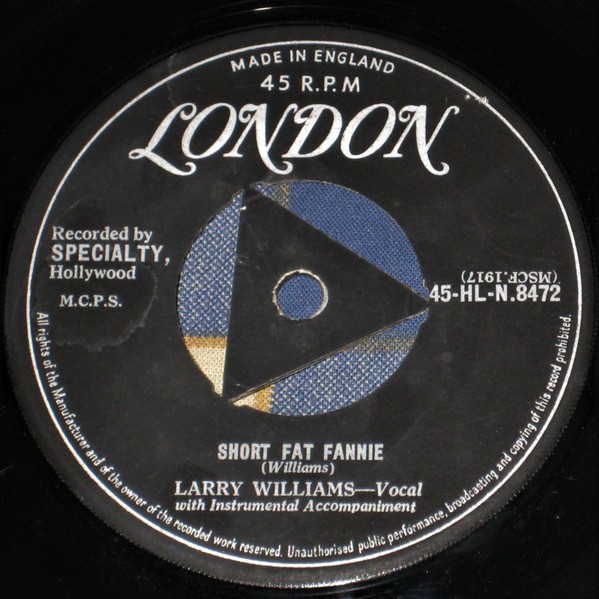 MADE IN ENGLAND
45 R.P.M
LONDON
Recorded by
SPECIALTY,
Hollywood
M.C.P.S.
(MSCF.1917)
45-HL-N.8472
SHORT FAT FANNIE
(Williams)
LARRY WILLIAMS—Vocal
with Instrumental Accompaniment
All rights of the Manufacturer and of the owner of the recorded work reserved. Unauthorised public performance, broadcasting and copying of this record prohibited.